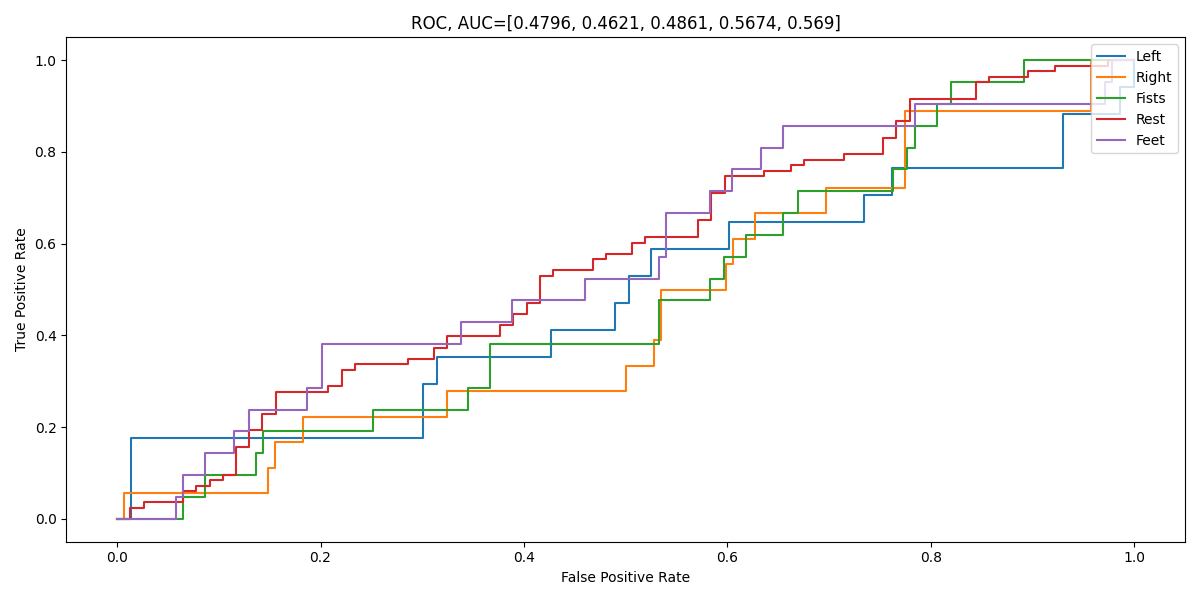 ROC, AUC=[0.4796, 0.4621, 0.4861, 0.5674, 0.569]
Left
Right
Fists
Rest
Feet
True Positive Rate
1.0
0.8
0.6
0.4
0.2
0.0
0.0 0.2 0.4 0.6 0.8 1.0
False Positive Rate